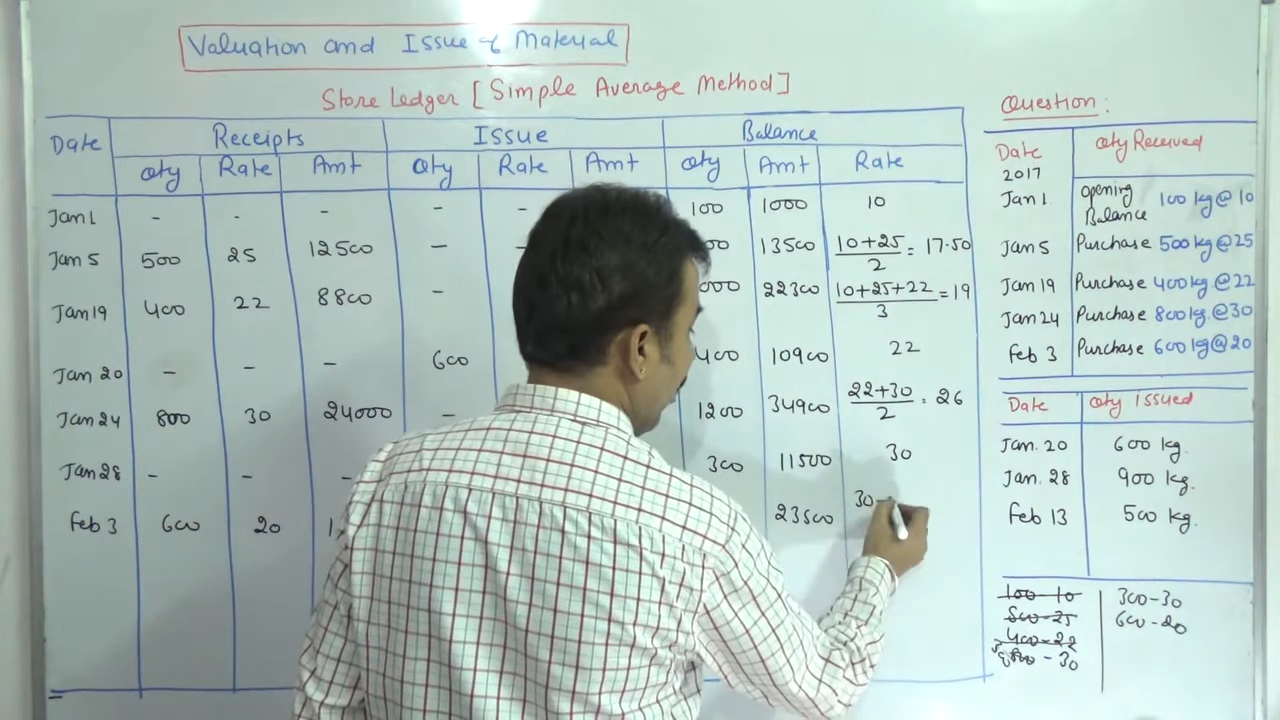 Valuation and Issue of Material
Store Ledger [Simple Average Method]
Date Receipts Issue Balance
Qty Rate Amt Qty Rate Amt Qty Amt Rate
Jan 1 - - - - - 100 1000 10
Jan 5 500 25 12500 - - 00 13500 10+25/2 = 17.50
Jan 19 400 22 8800 - 000 22300 10+25+22/3 = 19
Jan 20 - - - 600 400 10900 22
Jan 24 800 30 24000 - 1200 34900 22+30/2 = 26
Jan 28 - - - 300 11500 30
Feb 3 600 20 1 23500 30
=
Question:
Date 2017 Qty Received
Jan 1 Opening Balance 100 kg @ 10
Jan 5 Purchase 500 kg @ 25
Jan 19 Purchase 400 kg @ 22
Jan 24 Purchase 800 kg @ 30
Feb 3 Purchase 600 kg @ 20
Date Qty Issued
Jan. 20 600 kg.
Jan. 28 900 kg.
Feb 13 500 kg.
100-10 300-30
500-25 600-20
400-22
800-30